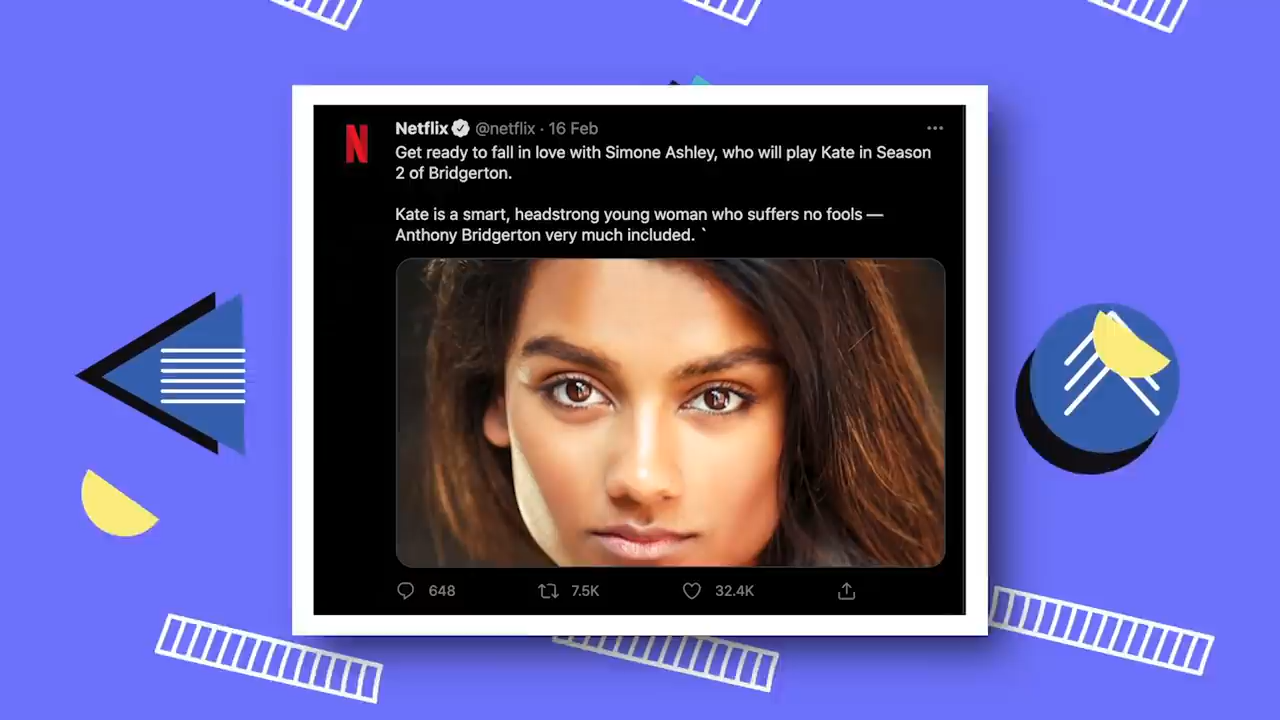 Netflix @netflix · 16 Feb
Get ready to fall in love with Simone Ashley, who will play Kate in Season
2 of Bridgerton.
Kate is a smart, headstrong young woman who suffers no fools —
Anthony Bridgerton very much included. `
648 7.5K 32.4K